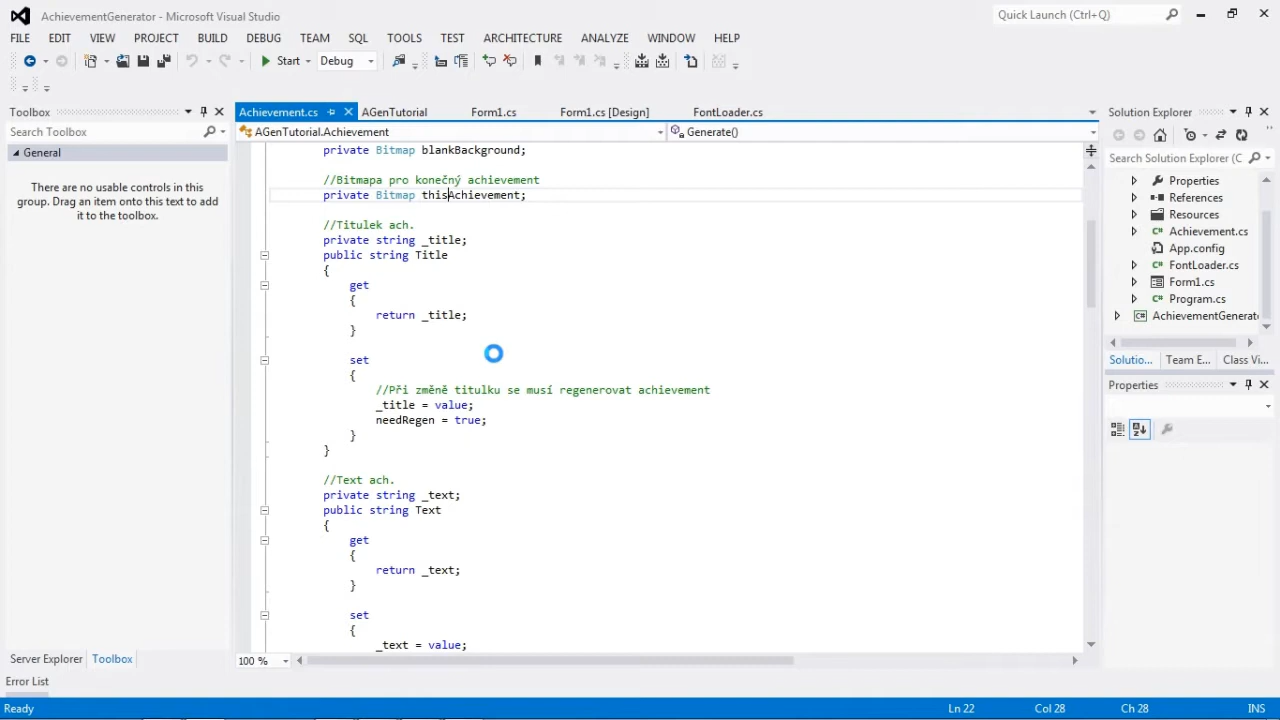 AchievementGenerator - Microsoft Visual Studio
Quick Launch (Ctrl+Q)
FILE EDIT VIEW PROJECT BUILD DEBUG TEAM SQL TOOLS TEST ARCHITECTURE ANALYZE WINDOW HELP
Start Debug
Toolbox
Achievement.cs AGenTutorial Form1.cs Form1.cs [Design] FontLoader.cs
Solution Explorer
Search Toolbox
AGenTutorial.Achievement
Generate()
General
There are no usable controls in this
group. Drag an item onto this text to add
it to the toolbox.
private Bitmap blankBackground;
//Bitmapa pro konečný achievement
private Bitmap thisAchievement;
//Titulek ach.
private string _title;
public string Title
{
get
{
return _title;
}
set
{
//Při změně titulku se musí regenerovat achievement
_title = value;
needRegen = true;
}
}
//Text ach.
private string _text;
public string Text
{
get
{
return _text;
}
set
{
_text = value;
100 %
Search Solution Explorer (C
Properties
References
Resources
Achievement.cs
App.config
FontLoader.cs
Form1.cs
Program.cs
AchievementGenerato
Solutio... Team E... Class Vi...
Properties
Server Explorer Toolbox
Error List
Ready
Ln 22 Col 28 Ch 28 INS